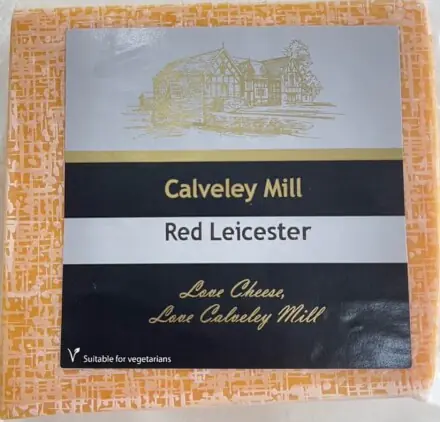 Calveley Mill
Red Leicester
Love Cheese,
Love Calveley Mill
V Suitable for vegetarians